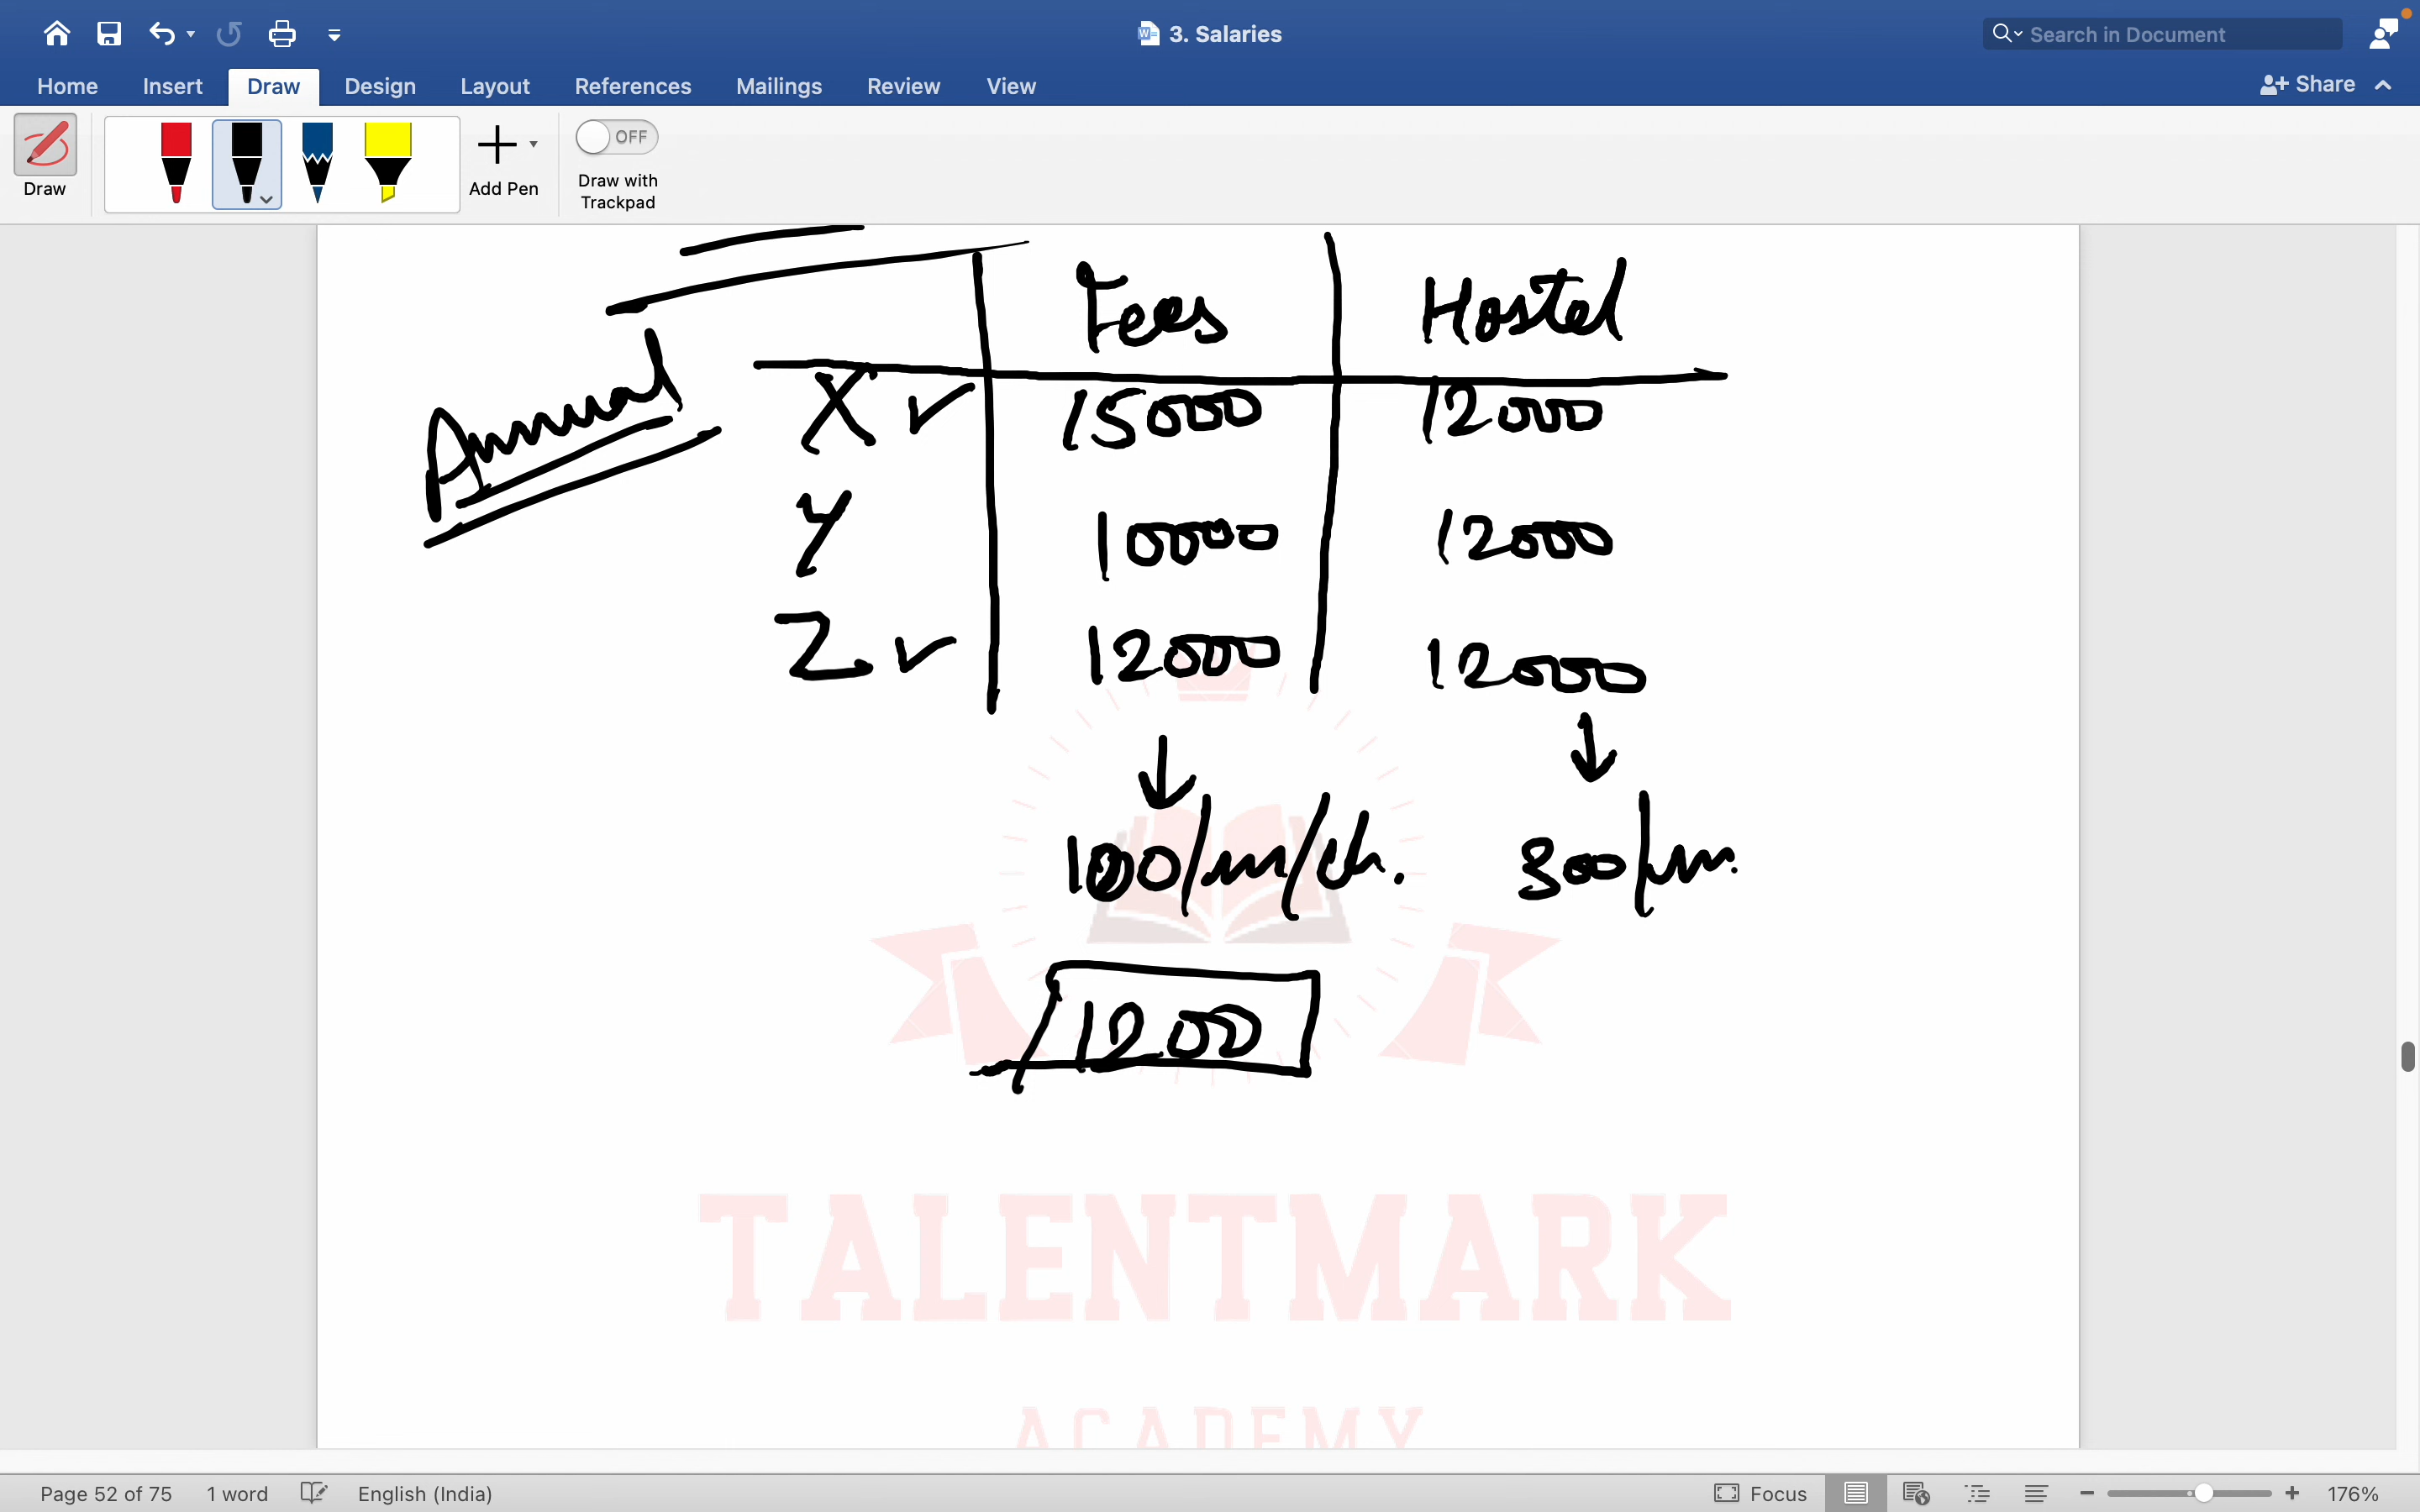 3. Salaries
Search in Document
Home Insert Draw Design Layout References Mailings Review View
Share
Draw
Add Pen
OFF
Draw with
Trackpad
Fees Hostel
Annual
X ✓ 15000 12000
Y 10000 12000
Z ✓ 12000 12000
↓ ↓
100/m/ch. 300/m.
1200
TALENTMARK
ACADEMY
Page 52 of 75 1 word English (India) Focus 176%